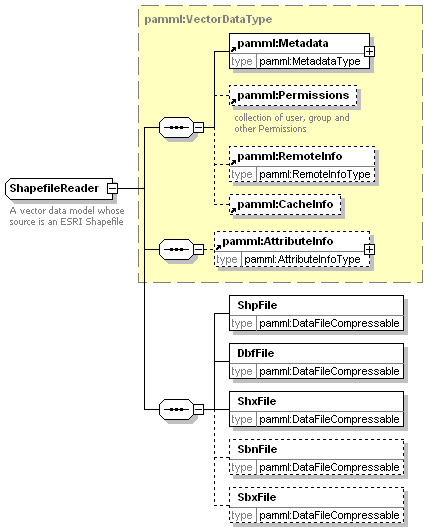 pamml:VectorDataType
pamml:Metadata
type pamml:MetadataType
pamml:Permissions
collection of user, group and
other Permissions
pamml:RemoteInfo
type pamml:RemoteInfoType
ShapefileReader
A vector data model whose
source is an ESRI Shapefile
pamml:CacheInfo
pamml:AttributeInfo
type pamml:AttributeInfoType
ShpFile
type pamml:DataFileCompressable
DbfFile
type pamml:DataFileCompressable
ShxFile
type pamml:DataFileCompressable
SbnFile
type pamml:DataFileCompressable
SbxFile
type pamml:DataFileCompressable